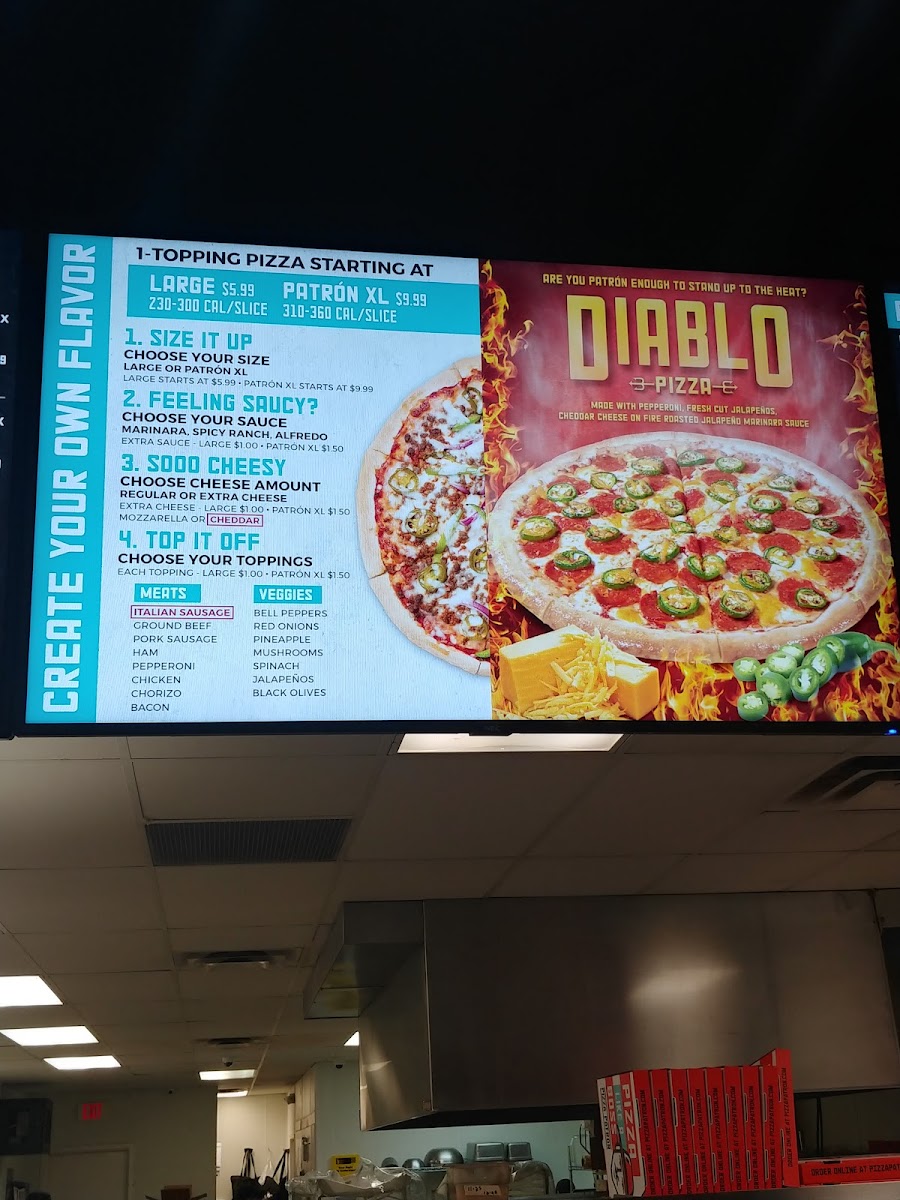 CREATE YOUR OWN FLAVOR
1-TOPPING PIZZA STARTING AT
LARGE $5.99
230-300 CAL/SLICE
PATRÓN XL $9.99
310-360 CAL/SLICE
1. SIZE IT UP
CHOOSE YOUR SIZE
LARGE OR PATRÓN XL
LARGE STARTS AT $5.99 • PATRÓN XL STARTS AT $9.99
2. FEELING SAUCY?
CHOOSE YOUR SAUCE
MARINARA, SPICY RANCH, ALFREDO
EXTRA SAUCE - LARGE $1.00 • PATRÓN XL $1.50
3. SOOO CHEESY
CHOOSE CHEESE AMOUNT
REGULAR OR EXTRA CHEESE
EXTRA CHEESE - LARGE $1.00 • PATRÓN XL $1.50
MOZZARELLA OR CHEDDAR
4. TOP IT OFF
CHOOSE YOUR TOPPINGS
EACH TOPPING - LARGE $1.00 • PATRÓN XL $1.50
MEATS
ITALIAN SAUSAGE
GROUND BEEF
PORK SAUSAGE
HAM
PEPPERONI
CHICKEN
CHORIZO
BACON
VEGGIES
BELL PEPPERS
RED ONIONS
PINEAPPLE
MUSHROOMS
SPINACH
JALAPEÑOS
BLACK OLIVES
ARE YOU PATRÓN ENOUGH TO STAND UP TO THE HEAT?
DIABLO
PIZZA
MADE WITH PEPPERONI, FRESH CUT JALAPEÑOS,
CHEDDAR CHEESE ON FIRE ROASTED JALAPEÑO MARINARA SAUCE
PIZZA
LIKE A
BOSS
ORDER ONLINE AT PIZZAPAT